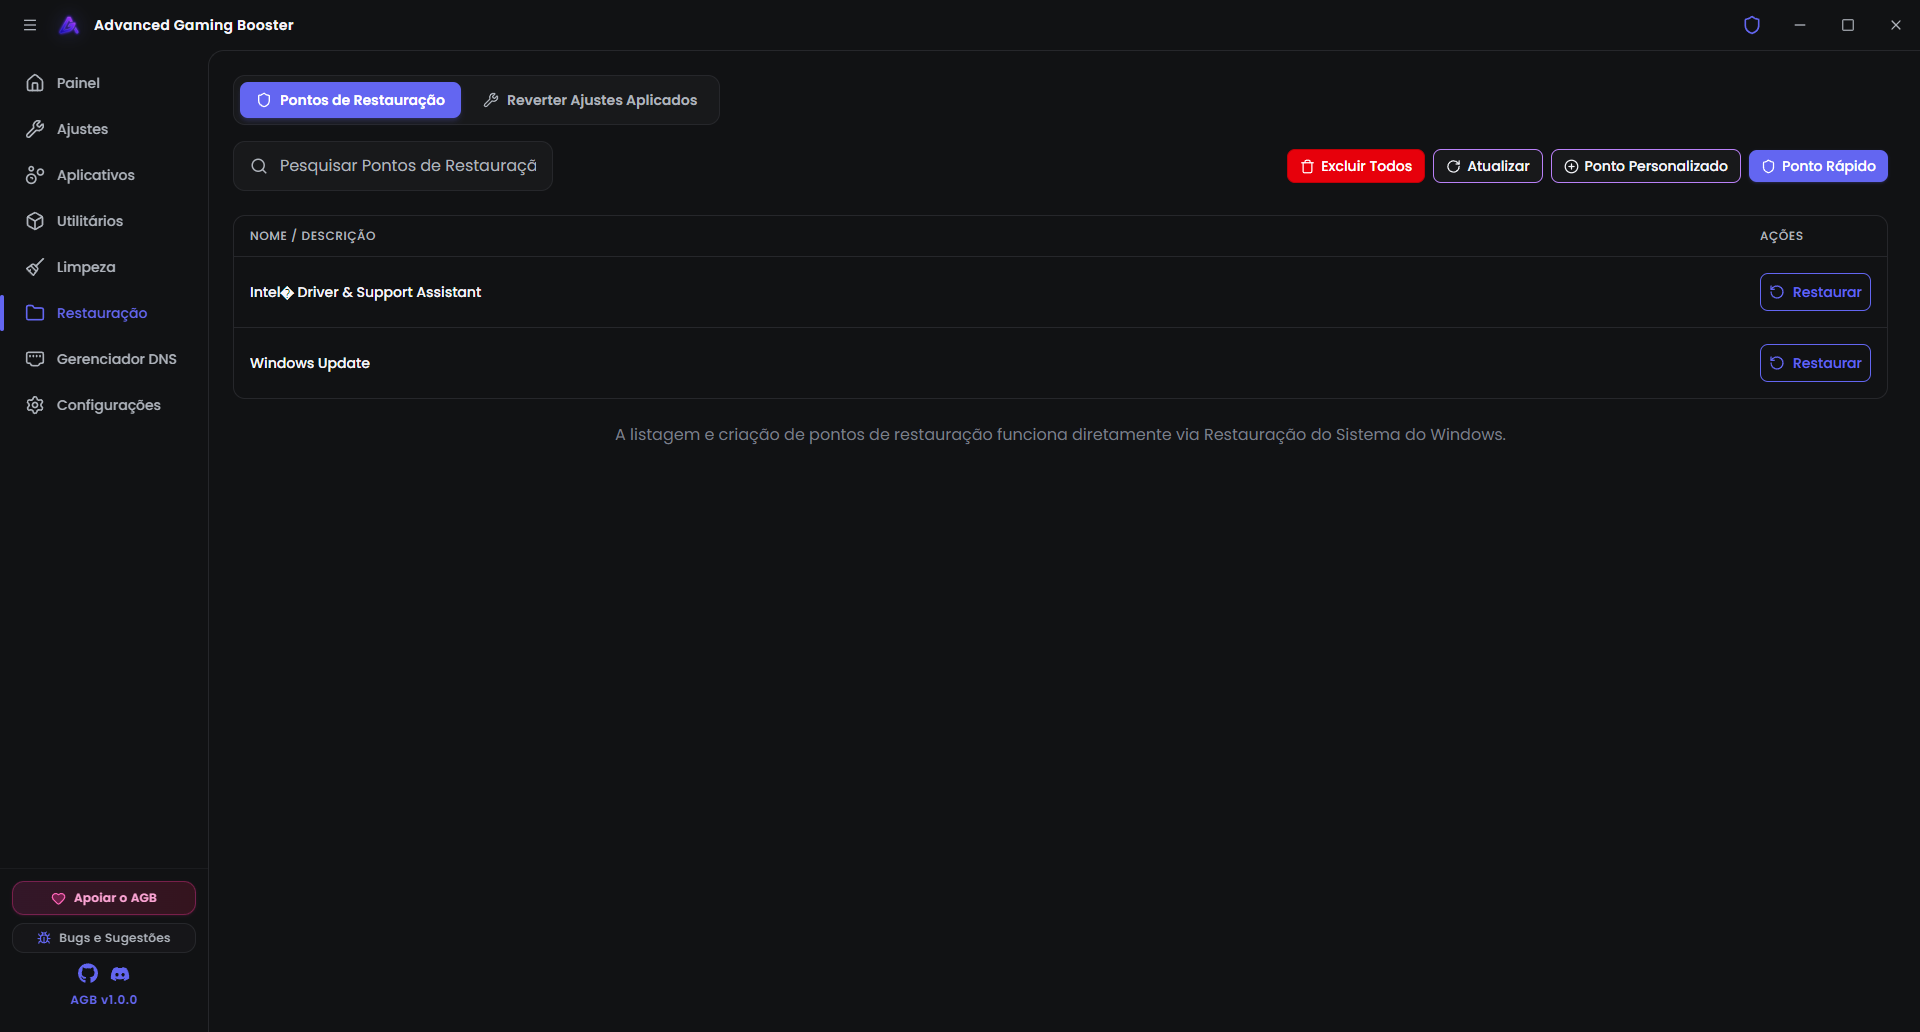 Advanced Gaming Booster
Painel
Ajustes
Aplicativos
Utilitários
Limpeza
Restauração
Gerenciador DNS
Configurações
Pontos de Restauração
Reverter Ajustes Aplicados
Pesquisar Pontos de Restauraçã
Excluir Todos
Atualizar
Ponto Personalizado
Ponto Rápido
NOME / DESCRIÇÃO
AÇÕES
Intel� Driver & Support Assistant
Restaurar
Windows Update
Restaurar
A listagem e criação de pontos de restauração funciona diretamente via Restauração do Sistema do Windows.
Apoiar o AGB
Bugs e Sugestões
AGB v1.0.0